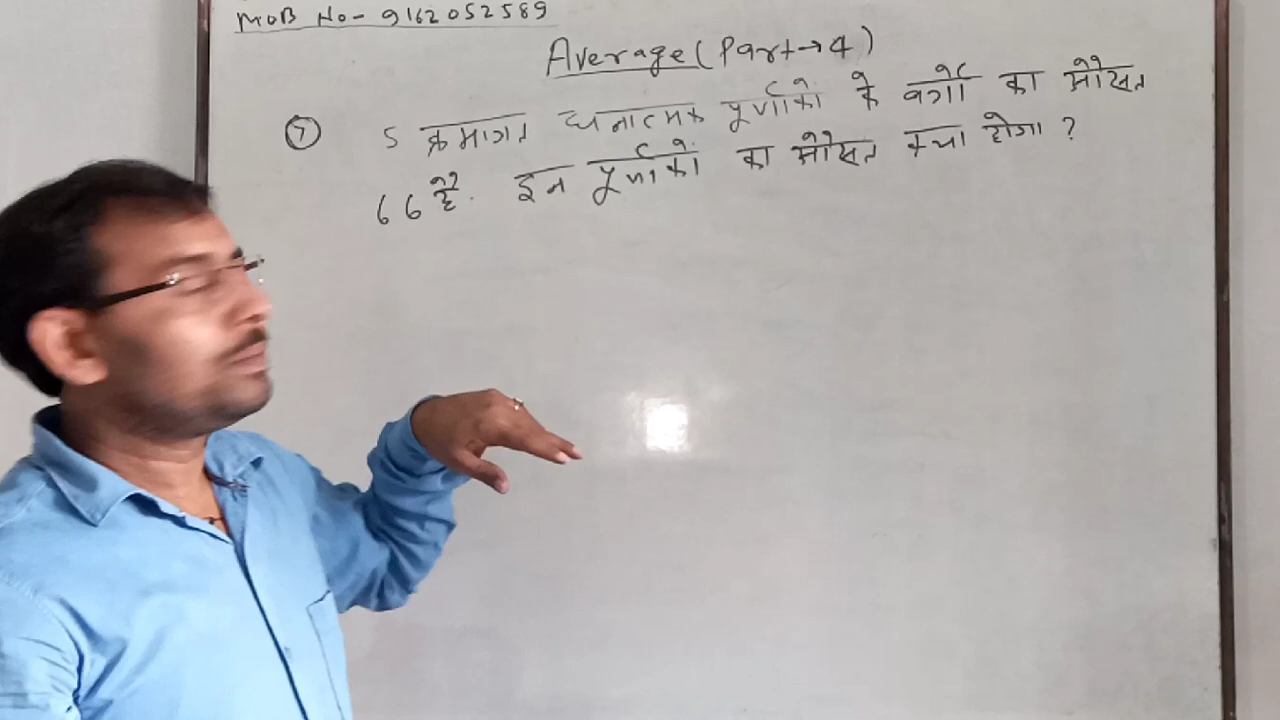 MOB No- 9162052589
Average (Part→4)
(7) 5 क्रमागत धनात्मक पूर्णांकों के वर्गों का औसत
66 है. इन पूर्णांकों का औसत क्या होगा ?